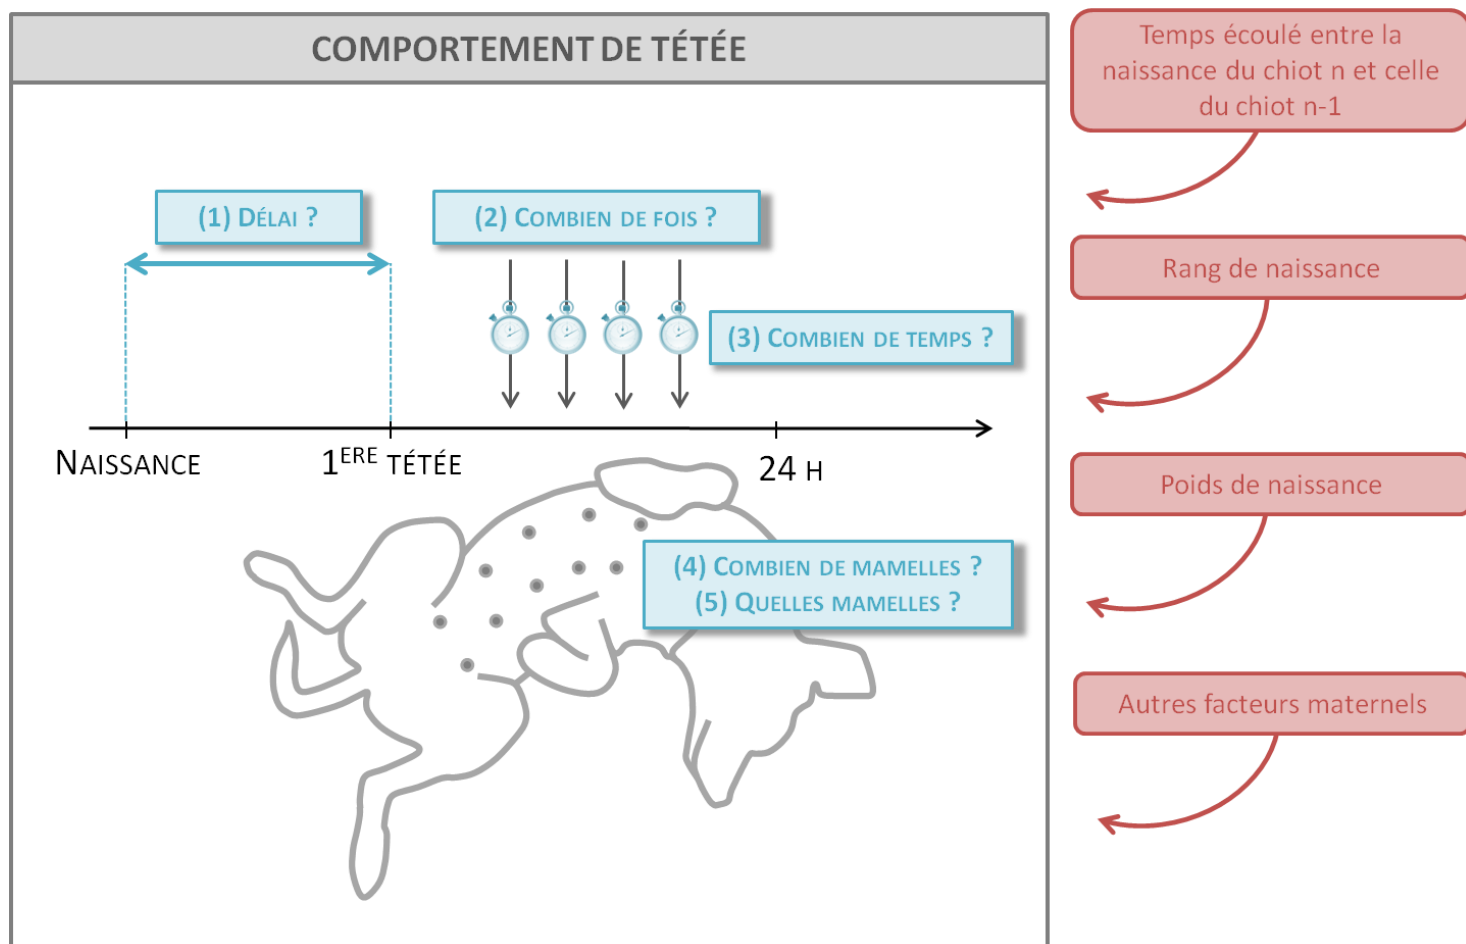 COMPORTEMENT DE TÉTÉE
Temps écoulé entre la
naissance du chiot n et celle
du chiot n-1
(1) DÉLAI ?
(2) COMBIEN DE FOIS ?
Rang de naissance
(3) COMBIEN DE TEMPS ?
NAISSANCE
1ERE TÉTÉE
24 H
Poids de naissance
(4) COMBIEN DE MAMELLES ?
(5) QUELLES MAMELLES ?
Autres facteurs maternels